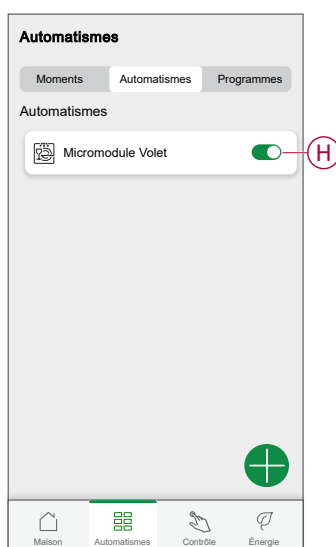 Automatismes
Moments Automatismes Programmes
Automatismes
Micromodule Volet
H
Maison Automatismes Contrôle Énergie